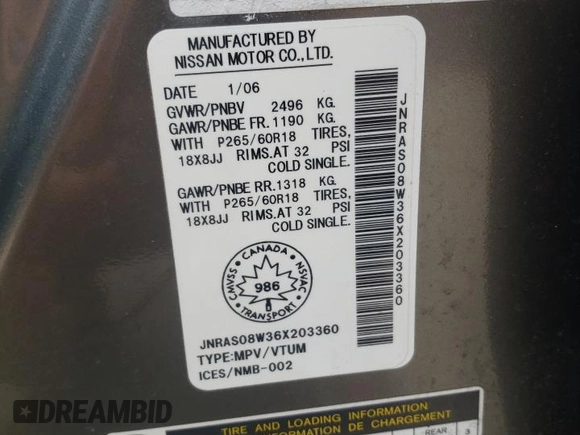 MANUFACTURED BY
NISSAN MOTOR CO.,LTD.
DATE 1/06
GVWR/PNBV 2496 KG.
GAWR/PNBE FR.1190 KG.
WITH P265/60R18 TIRES,
18X8JJ RIMS.AT 32 PSI
COLD SINGLE.
GAWR/PNBE RR.1318 KG.
WITH P265/60R18 TIRES,
18X8JJ RIMS.AT 32 PSI
COLD SINGLE.
CANADA
CMVSS
NSVAC
986
TRANSPORT
JNRAS08W36X203360
TYPE:MPV/VTUM
ICES/NMB-002
JNRAS08W36X203360
TIRE AND LOADING INFORMATION
REAR 3
DREAMBID